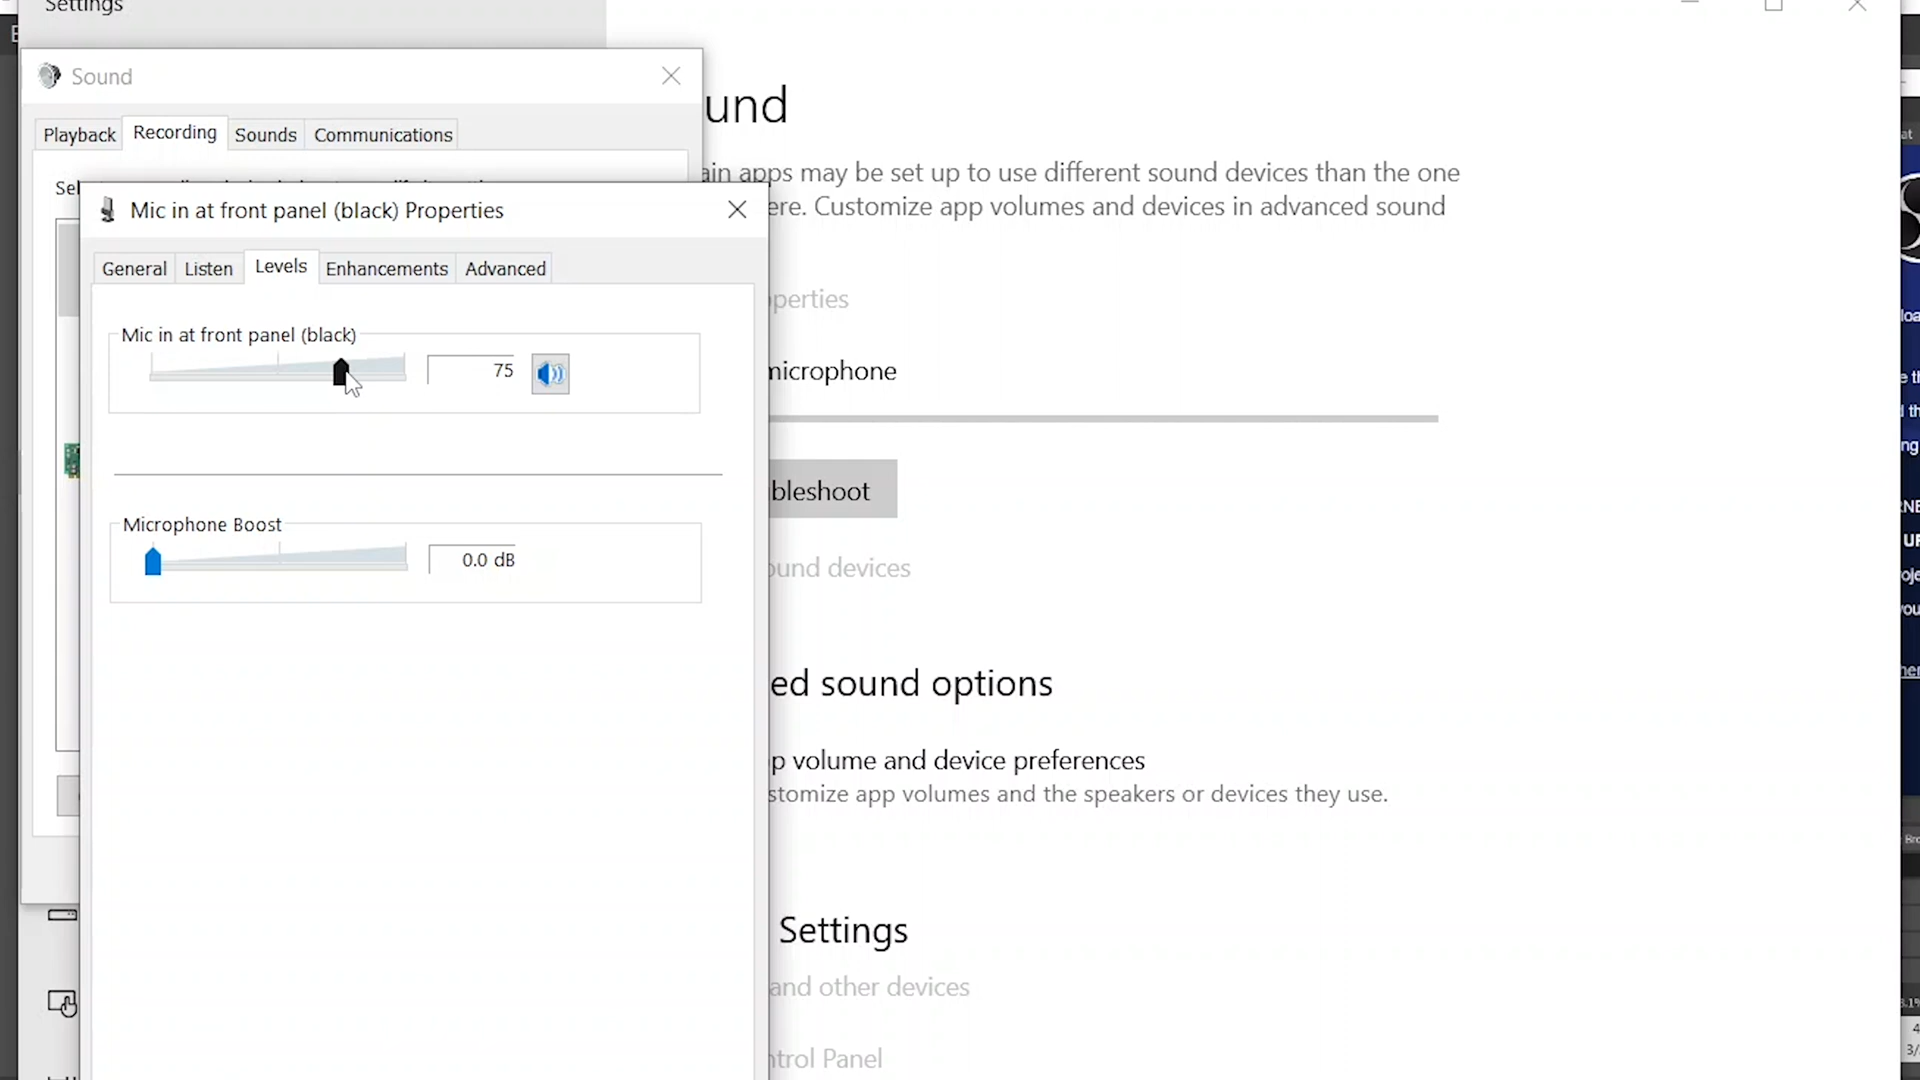 Settings
Sound
Playback
Recording
Sounds
Communications
Mic in at front panel (black) Properties
General
Listen
Levels
Enhancements
Advanced
Mic in at front panel (black)
75
Microphone Boost
0.0 dB
und
ain apps may be set up to use different sound devices than the one
ere. Customize app volumes and devices in advanced sound
perties
microphone
bleshoot
ound devices
ed sound options
p volume and device preferences
stomize app volumes and the speakers or devices they use.
Settings
and other devices
ntrol Panel